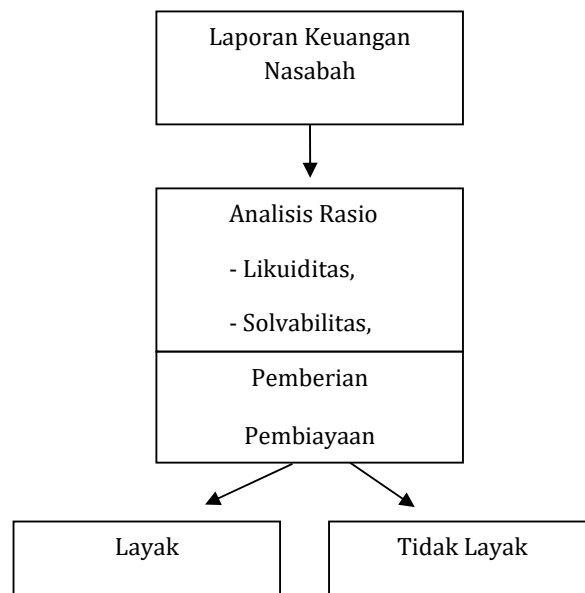 Laporan Keuangan
Nasabah
Analisis Rasio
- Likuiditas,
- Solvabilitas,
Pemberian
Pembiayaan
Layak
Tidak Layak